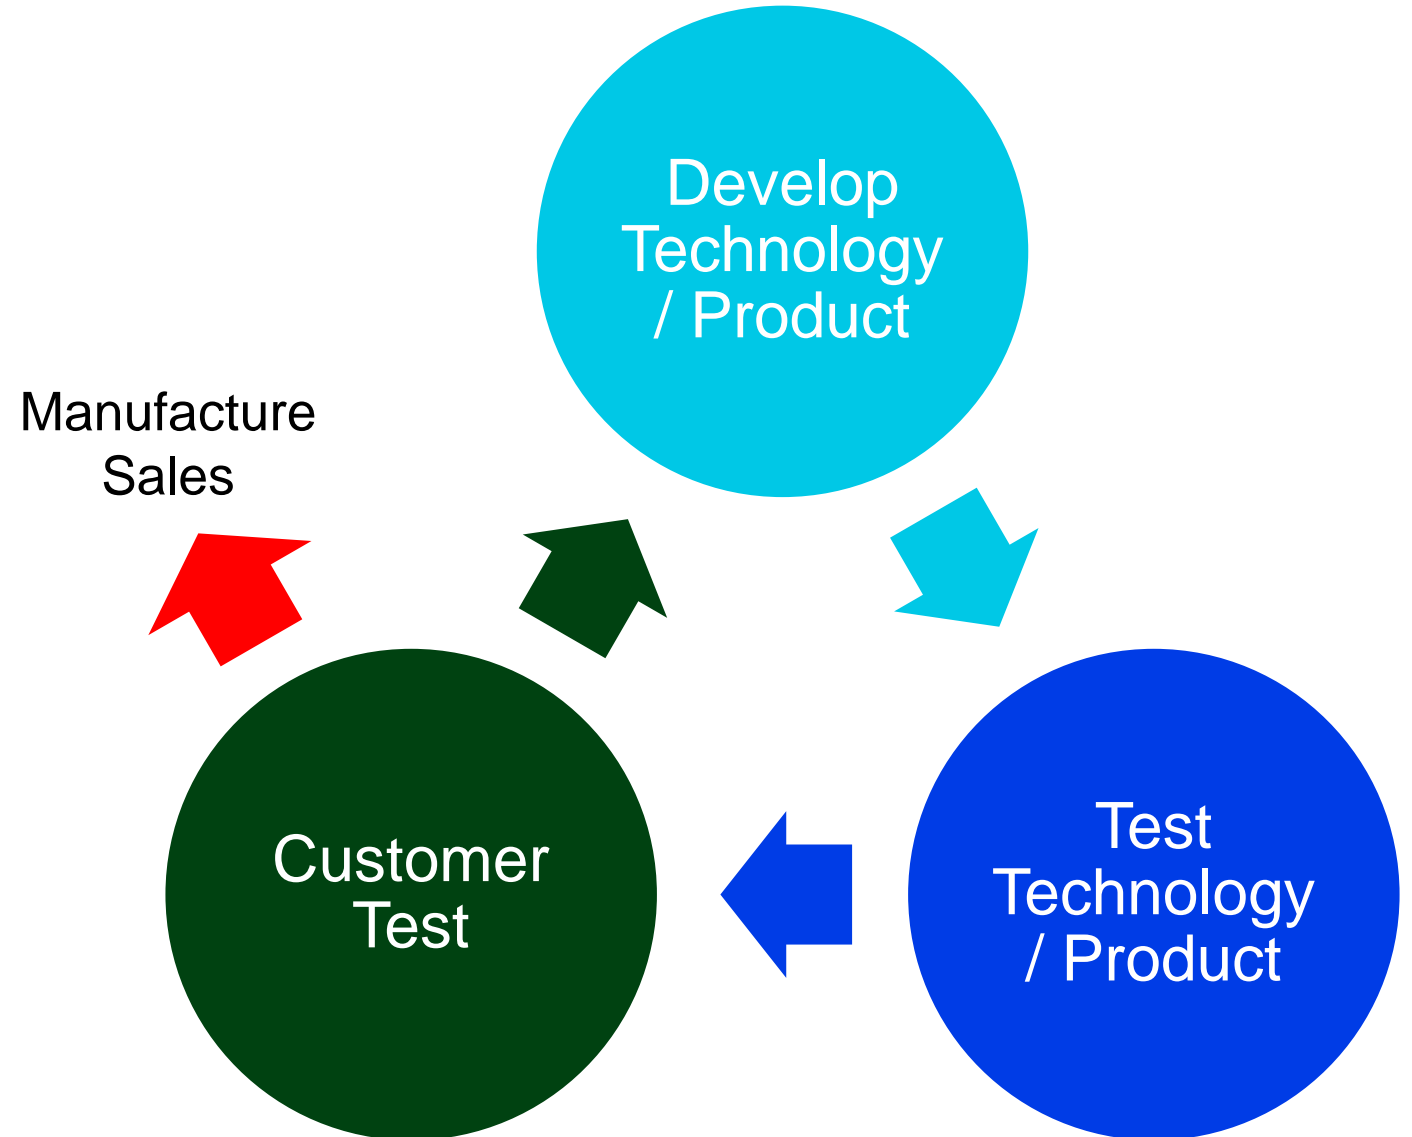 Develop
Technology
/ Product
Manufacture
Sales
Customer
Test
Test
Technology
/ Product